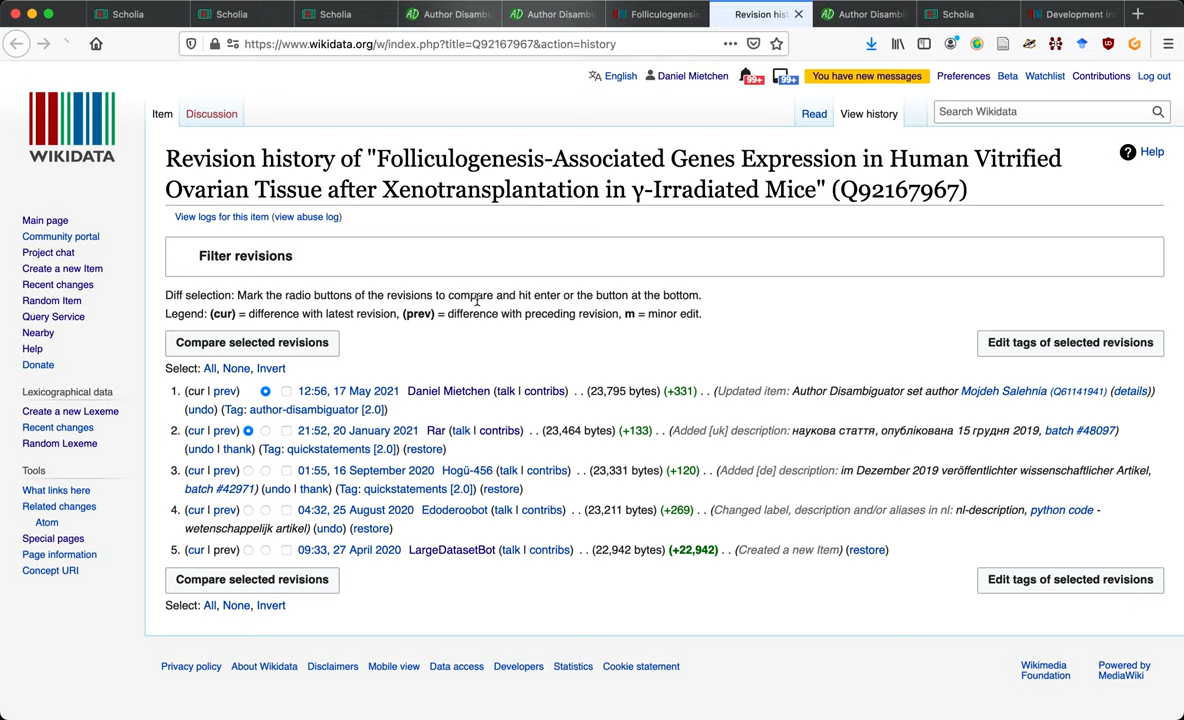 Scholia
Scholia
Scholia
Author Disambig
Author Disambig
Folliculogenesis
Revision his
Author Disambig
Scholia
Development in
https://www.wikidata.org/w/index.php?title=Q92167967&action=history
English
Daniel Mietchen
99+
99+
You have new messages
Preferences
Beta
Watchlist
Contributions
Log out
WIKIDATA
Item
Discussion
Read
View history
Search Wikidata
Revision history of "Folliculogenesis-Associated Genes Expression in Human Vitrified
Ovarian Tissue after Xenotransplantation in γ-Irradiated Mice" (Q92167967)
Help
View logs for this item (view abuse log)
Main page
Community portal
Project chat
Create a new Item
Recent changes
Random Item
Query Service
Nearby
Help
Donate
Lexicographical data
Create a new Lexeme
Recent changes
Random Lexeme
Tools
What links here
Related changes
Atom
Special pages
Page information
Concept URI
Filter revisions
Diff selection: Mark the radio buttons of the revisions to compare and hit enter or the button at the bottom.
Legend: (cur) = difference with latest revision, (prev) = difference with preceding revision, m = minor edit.
Compare selected revisions
Edit tags of selected revisions
Select: All, None, Invert
1. (cur | prev) 12:56, 17 May 2021 Daniel Mietchen (talk | contribs) . . (23,795 bytes) (+331) . . (Updated item: Author Disambiguator set author Mojdeh Salehnia (Q61141941) (details))
(undo) (Tag: author-disambiguator [2.0])
2. (cur | prev) 21:52, 20 January 2021 Rar (talk | contribs) . . (23,464 bytes) (+133) . . (Added [uk] description: наукова стаття, опублікована 15 грудня 2019, batch #48097)
(undo | thank) (Tag: quickstatements [2.0]) (restore)
3. (cur | prev) 01:55, 16 September 2020 Hogü-456 (talk | contribs) . . (23,331 bytes) (+120) . . (Added [de] description: im Dezember 2019 veröffentlichter wissenschaftlicher Artikel,
batch #42971) (undo | thank) (Tag: quickstatements [2.0]) (restore)
4. (cur | prev) 04:32, 25 August 2020 Edoderoobot (talk | contribs) . . (23,211 bytes) (+269) . . (Changed label, description and/or aliases in nl: nl-description, python code -
wetenschappelijk artikel) (undo) (restore)
5. (cur | prev) 09:33, 27 April 2020 LargeDatasetBot (talk | contribs) . . (22,942 bytes) (+22,942) . . (Created a new Item) (restore)
Compare selected revisions
Edit tags of selected revisions
Select: All, None, Invert
Privacy policy
About Wikidata
Disclaimers
Mobile view
Data access
Developers
Statistics
Cookie statement
Wikimedia
Foundation
Powered by
MediaWiki